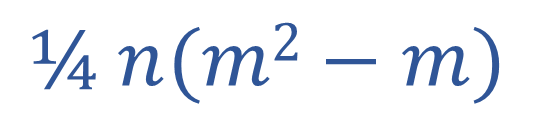 ¼ n(m² − m)